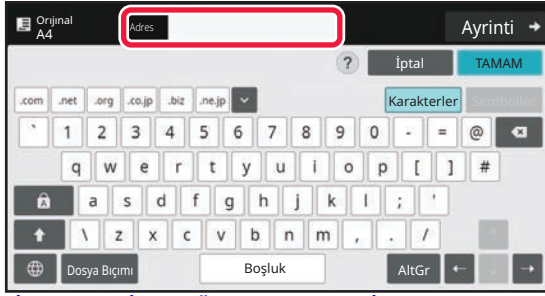 Orijinal
A4
Adres
Ayrinti
? İptal TAMAM
.com .net .org .co.jp .biz .ne.jp Karakterler Semboller
` 1 2 3 4 5 6 7 8 9 0 - = @
q w e r t y u i o p [ ] #
A a s d f g h j k l ; '
\ z x c v b n m , . /
Dosya Bıçımı Boşluk AltGr